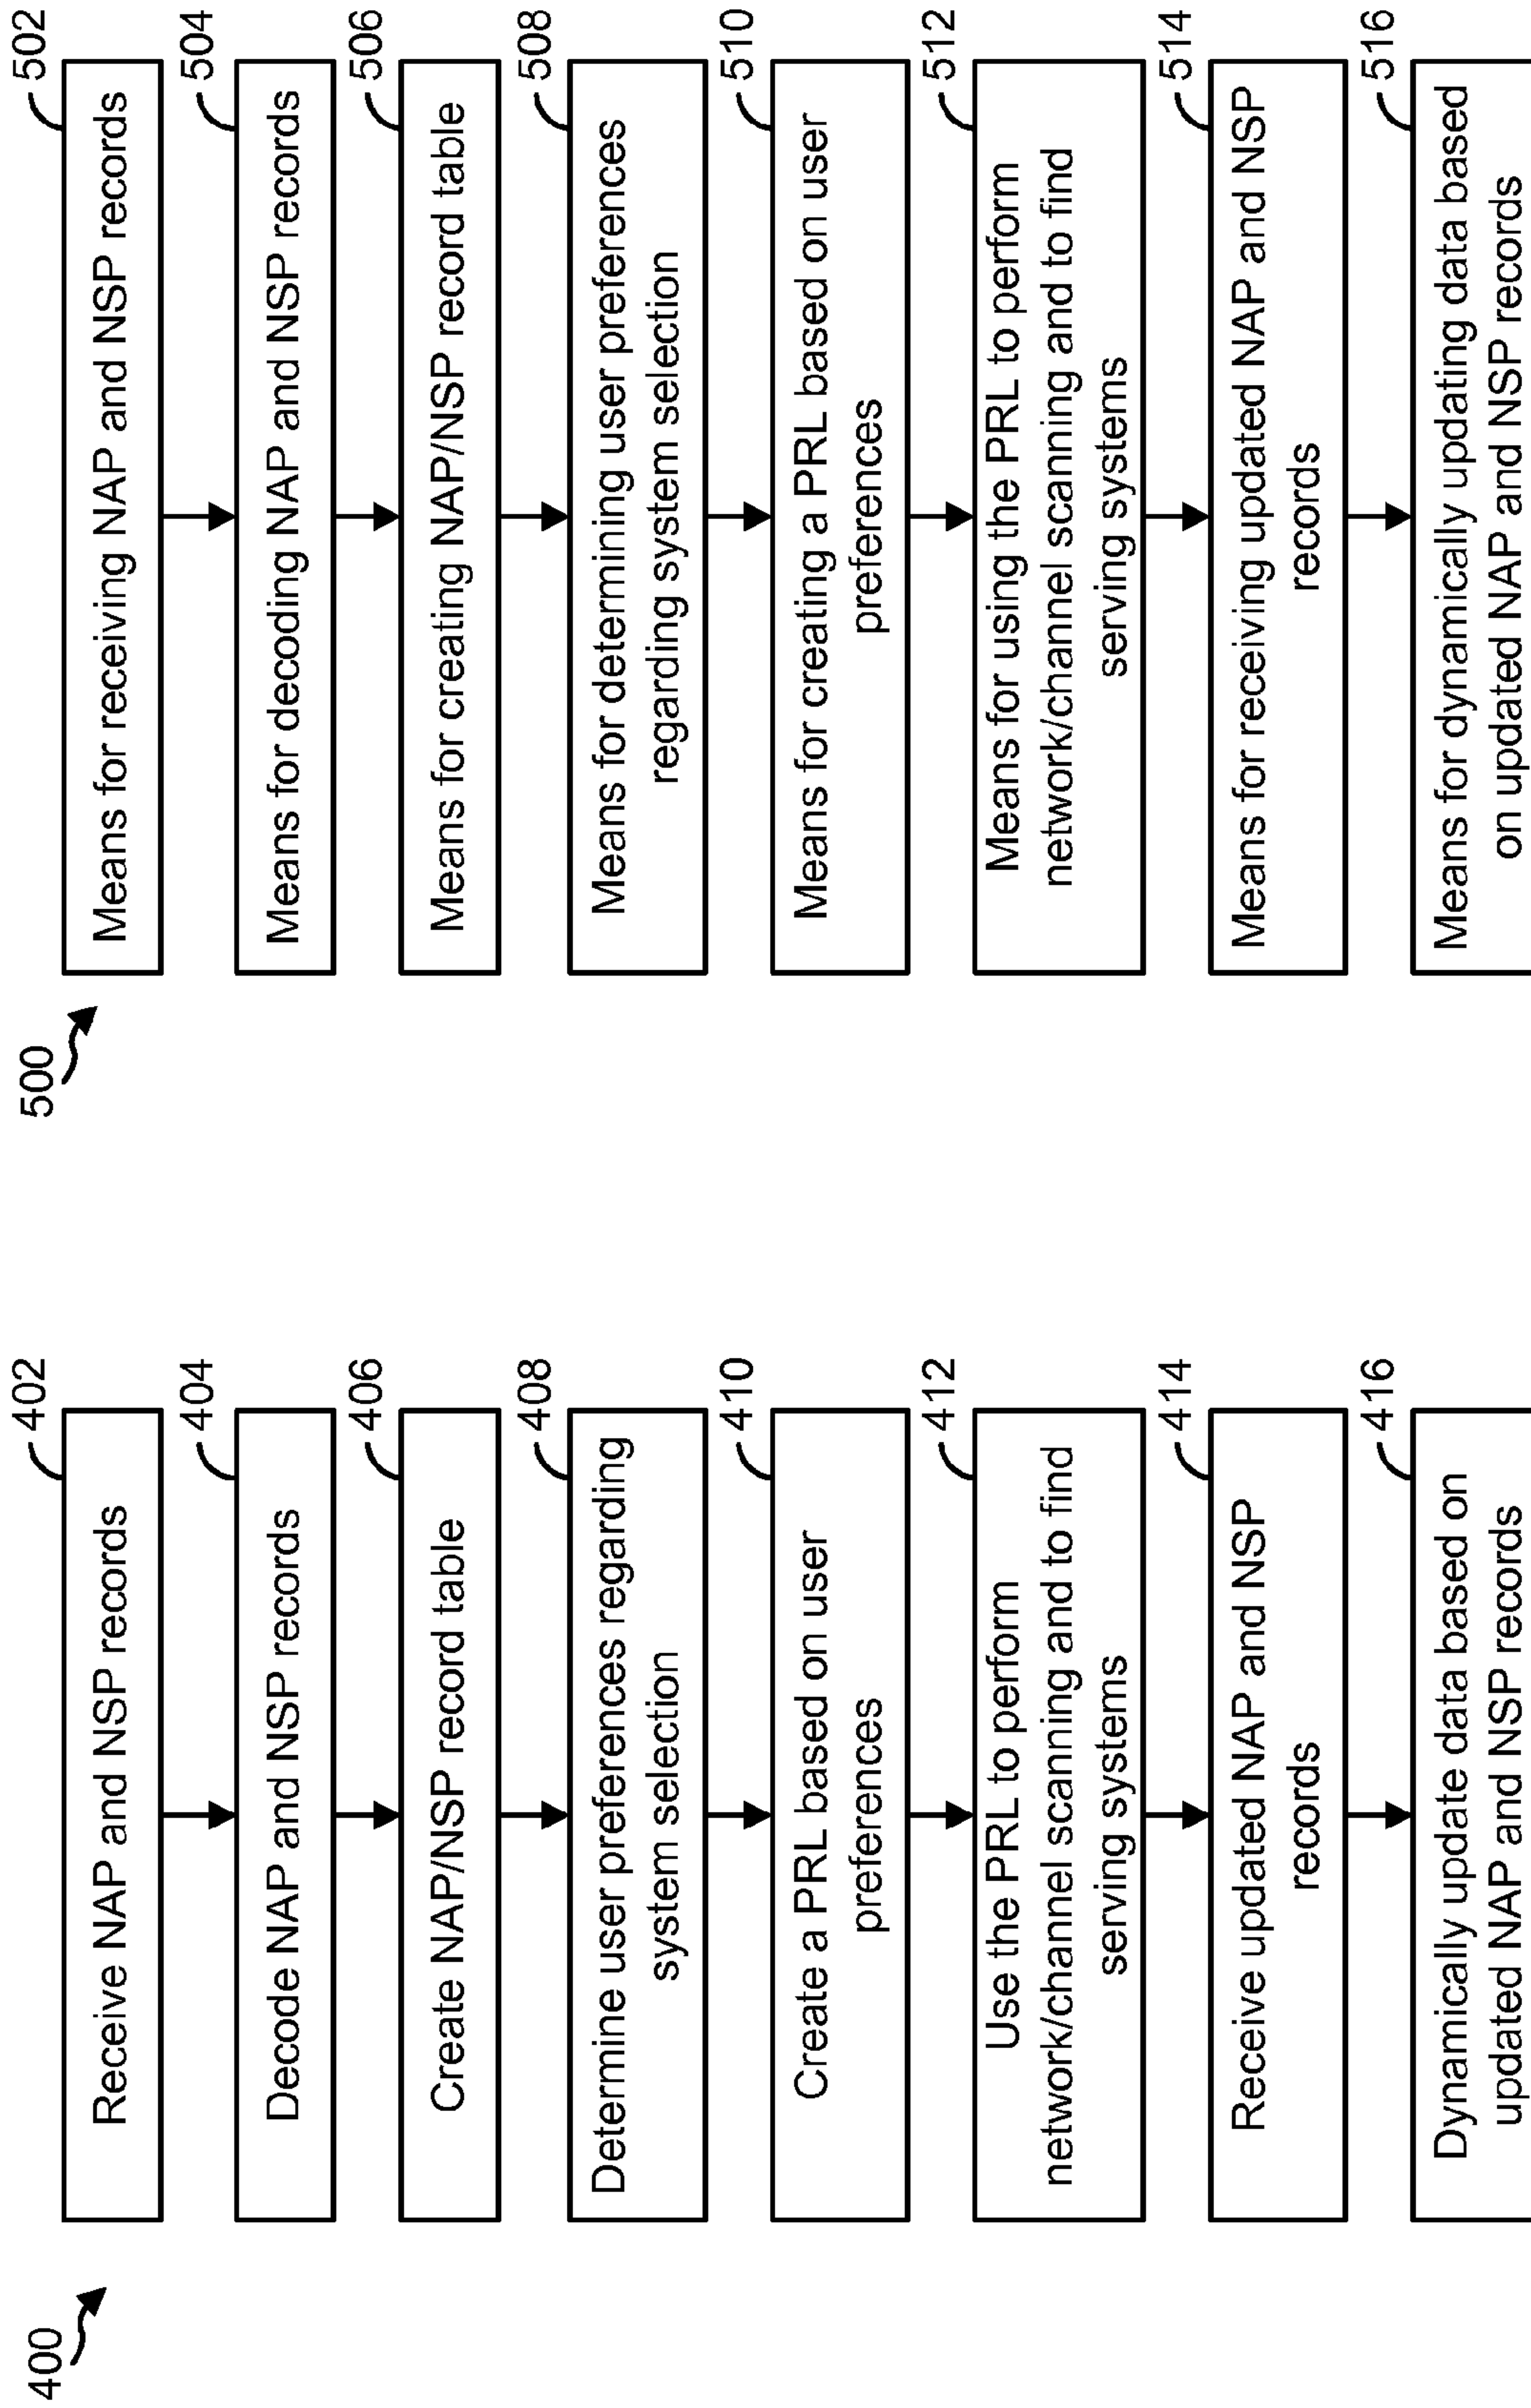 400
402
Receive NAP and NSP records
404
Decode NAP and NSP records
406
Create NAP/NSP record table
408
Determine user preferences regarding
system selection
410
Create a PRL based on user
preferences
412
Use the PRL to perform
network/channel scanning and to find
serving systems
414
Receive updated NAP and NSP
records
416
Dynamically update data based on
updated NAP and NSP records
500
502
Means for receiving NAP and NSP records
504
Means for decoding NAP and NSP records
506
Means for creating NAP/NSP record table
508
Means for determining user preferences
regarding system selection
510
Means for creating a PRL based on user
preferences
512
Means for using the PRL to perform
network/channel scanning and to find
serving systems
514
Means for receiving updated NAP and NSP
records
516
Means for dynamically updating data based
on updated NAP and NSP records